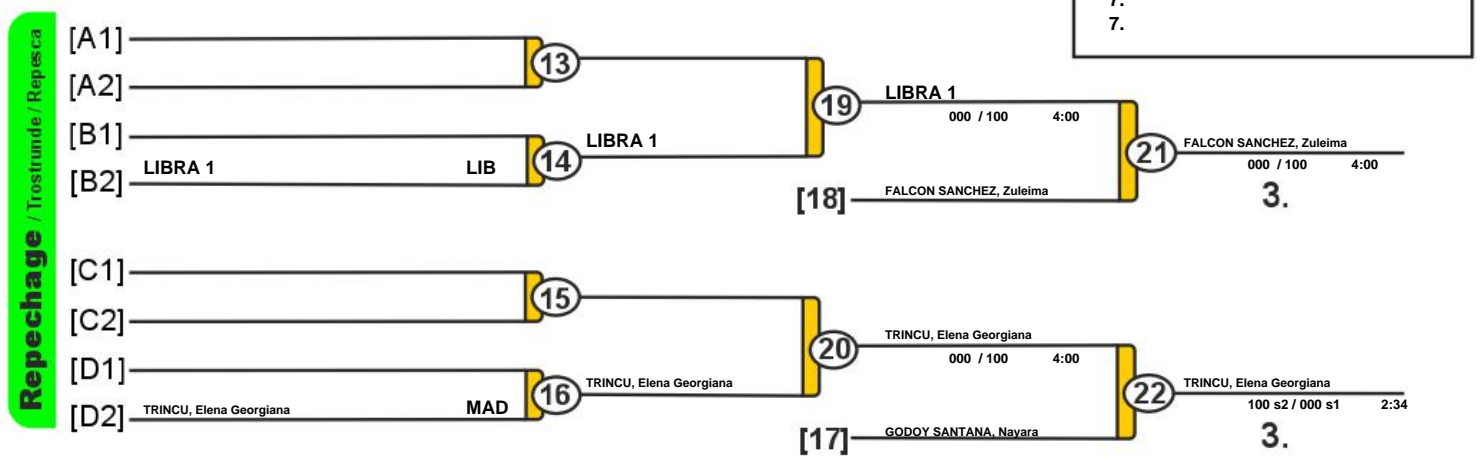 7.
7.
Repechage / Trostrunde / Repesca
[A1]
13
[A2]
19
LIBRA 1
000 / 100 4:00
[B1]
LIBRA 1
14
LIBRA 1 LIB
[B2]
21
FALCON SANCHEZ, Zuleima
000 / 100 4:00
3.
[18] FALCON SANCHEZ, Zuleima
[C1]
15
[C2]
20
TRINCU, Elena Georgiana
000 / 100 4:00
[D1]
16
TRINCU, Elena Georgiana
TRINCU, Elena Georgiana MAD
[D2]
22
TRINCU, Elena Georgiana
100 s2 / 000 s1 2:34
3.
[17] GODOY SANTANA, Nayara